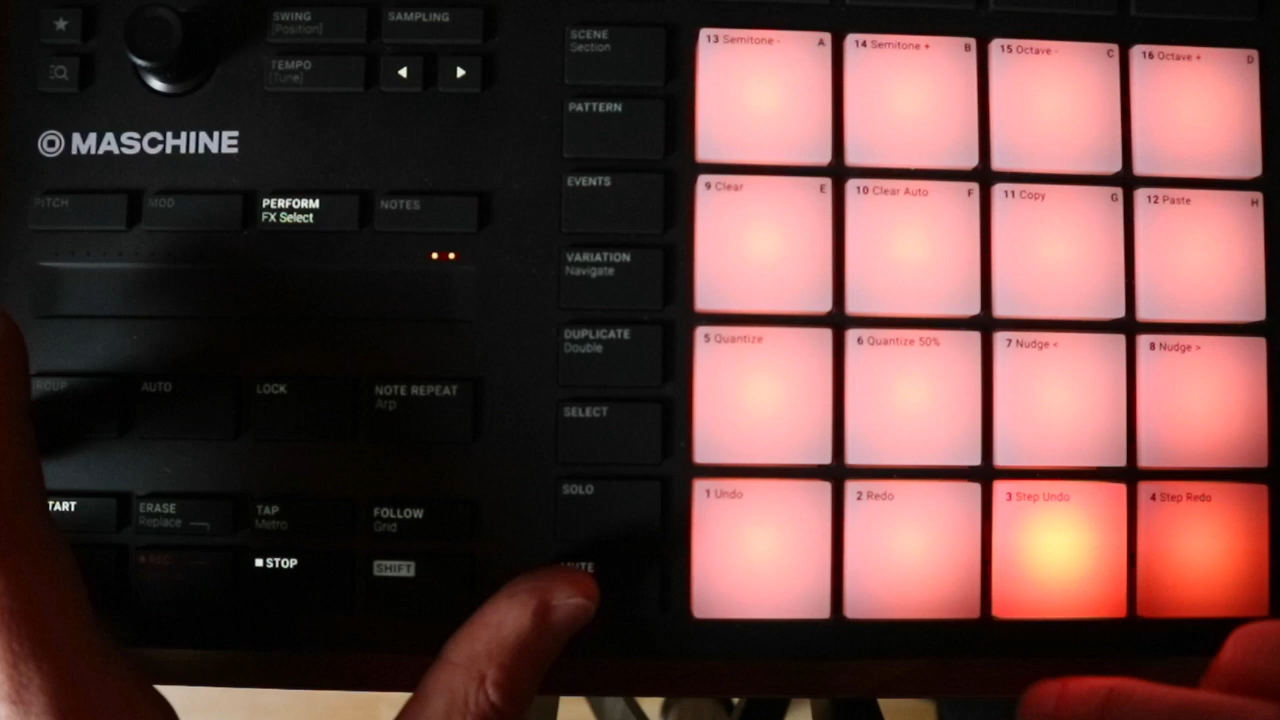 SWING
[Position]
SAMPLING
TEMPO
[Tune]
MASCHINE
PITCH
MOD
PERFORM
FX Select
NOTES
AUTO
LOCK
NOTE REPEAT
Arp
TART
ERASE
Replace
TAP
Metro
FOLLOW
Grid
REC
STOP
SHIFT
SCENE
Section
PATTERN
EVENTS
VARIATION
Navigate
DUPLICATE
Double
SELECT
SOLO
MUTE
13 Semitone - A
14 Semitone + B
15 Octave - C
16 Octave + D
9 Clear E
10 Clear Auto F
11 Copy G
12 Paste H
5 Quantize
6 Quantize 50%
7 Nudge <
8 Nudge >
1 Undo
2 Redo
3 Step Undo
4 Step Redo